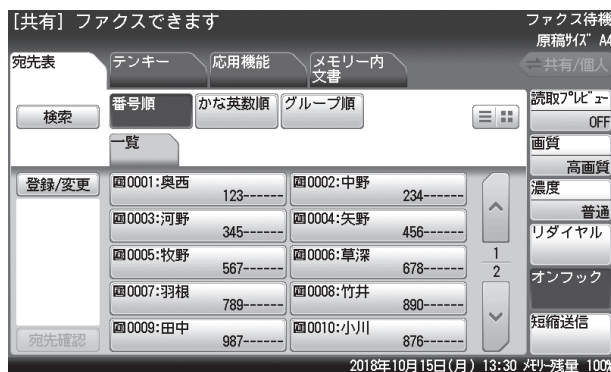 [共有] ファクスできます
ファクス待機
原稿ｻｲｽﾞ A4
宛先表
テンキー
応用機能
メモリー内
文書
共有/個人
検索
番号順
かな英数順
グループ順
読取ﾌﾟﾚﾋﾞｭｰ
OFF
一覧
画質
高画質
登録/変更
0001:奥西
123------
0002:中野
234------
濃度
普通
0003:河野
345------
0004:矢野
456------
リダイヤル
0005:牧野
567------
0006:草深
678------
1
2
オンフック
0007:羽根
789------
0008:竹井
890------
0009:田中
987------
0010:小川
876------
短縮送信
宛先確認
2018年10月15日(月) 13:30 ﾒﾓﾘｰ残量 100%